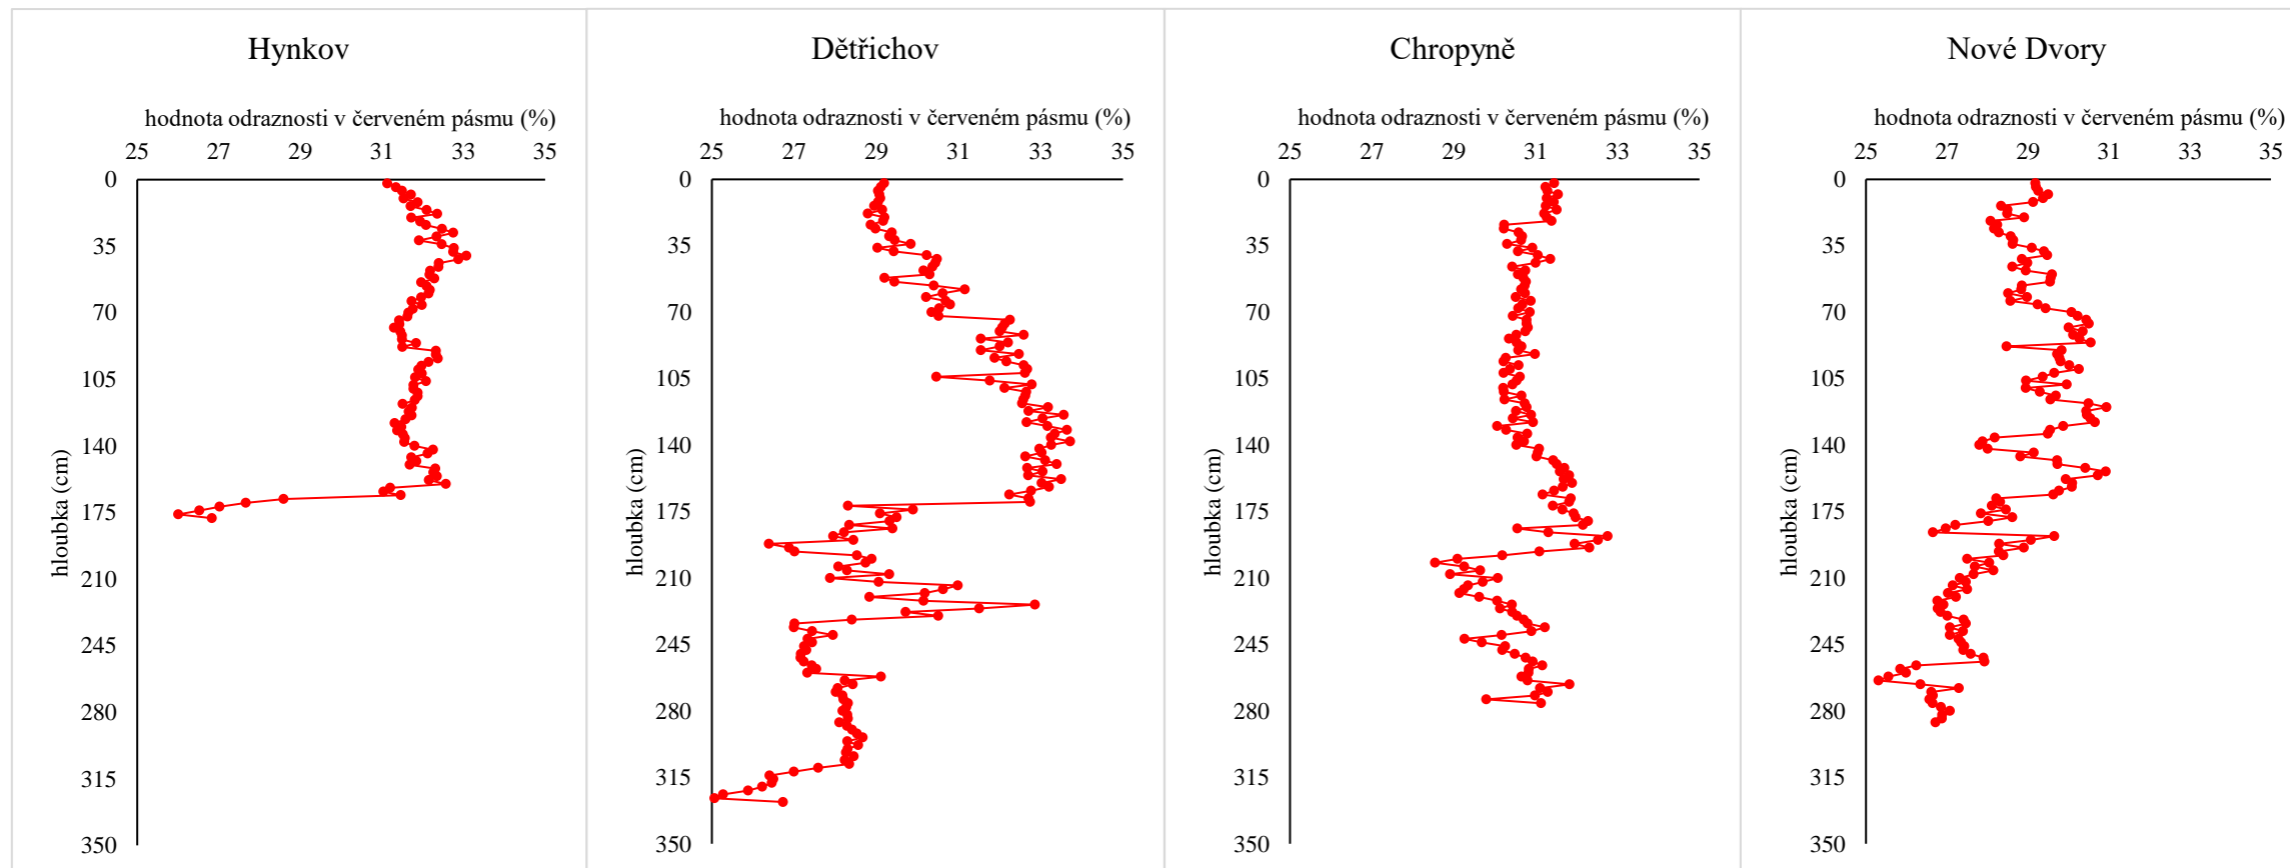 Hynkov
hodnota odraznosti v červeném pásmu (%)
25 27 29 31 33 35
0
35
70
105
140
175
210
245
280
315
350
hloubka (cm)
Dětřichov
hodnota odraznosti v červeném pásmu (%)
25 27 29 31 33 35
0
35
70
105
140
175
210
245
280
315
350
hloubka (cm)
Chropyně
hodnota odraznosti v červeném pásmu (%)
25 27 29 31 33 35
0
35
70
105
140
175
210
245
280
315
350
hloubka (cm)
Nové Dvory
hodnota odraznosti v červeném pásmu (%)
25 27 29 31 33 35
0
35
70
105
140
175
210
245
280
315
350
hloubka (cm)